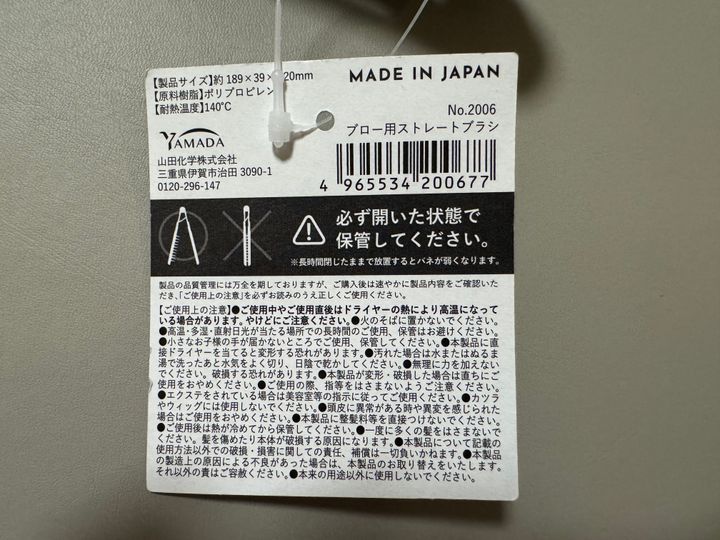 【製品サイズ】約 189×39× 20mm
【原料樹脂】ポリプロピレン
【耐熱温度】140℃
MADE IN JAPAN
No.2006
ブロー用ストレートブラシ
YAMADA
山田化学株式会社
三重県伊賀市治田 3090-1
0120-296-147
4 965534 200677
必ず開いた状態で
保管してください。
※長時間閉じたままで放置するとバネが弱くなります。
製品の品質管理には万全を期しておりますが、ご購入後は速やかに製品内容をご確認いた
だき、「ご使用上の注意」を必ずお読みのうえ正しくご使用ください。
【ご使用上の注意】●ご使用中やご使用直後はドライヤーの熱により高温になって
いる場合があります。やけどにご注意ください。●火のそばに置かないでください。
●高温・多湿・直射日光が当たる場所での長時間のご使用、保管はお避けください。
●小さなお子様の手が届かないところでご使用、保管してください。●本製品に直
接ドライヤーを当てると変形する恐れがあります。●汚れた場合は水またはぬるま
湯で洗ったあと水気をよく切り、日陰で乾かしてください。●無理に力を加えない
でください。破損する恐れがあります。●本製品が変形・破損した場合は直ちにご
使用をおやめください。●ご使用の際、指等をはさまないようご注意ください。
●エクステをされている場合は美容室等の指示に従ってご使用ください。●カツラ
やウィッグには使用しないでください。●頭皮に異常がある時や異変を感じられた
場合はご使用をおやめください。●本製品に整髪料等を直接つけないでください。
●ご使用後は熱が冷めてから保管してください。●一度に多くの髪をはさまないで
ください。髪を傷めたり本体が破損する原因になります。●本製品について記載の
使用方法以外での破損・損害に関しての責任、補償は一切負いかねます。●本製品
の製造上の原因による不良があった場合は、本製品のお取り替えをいたします。
それ以外の責はご容赦ください。●本来の用途以外に使用しないでください。